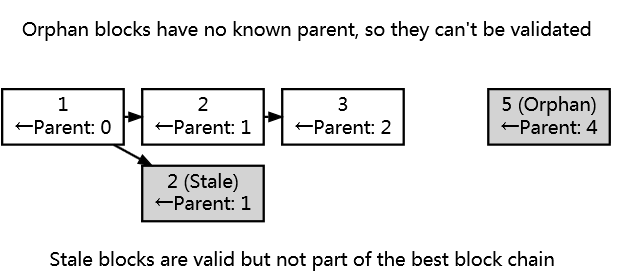 Orphan blocks have no known parent, so they can't be validated
1
←Parent: 0
2
←Parent: 1
3
←Parent: 2
5 (Orphan)
←Parent: 4
2 (Stale)
←Parent: 1
Stale blocks are valid but not part of the best block chain